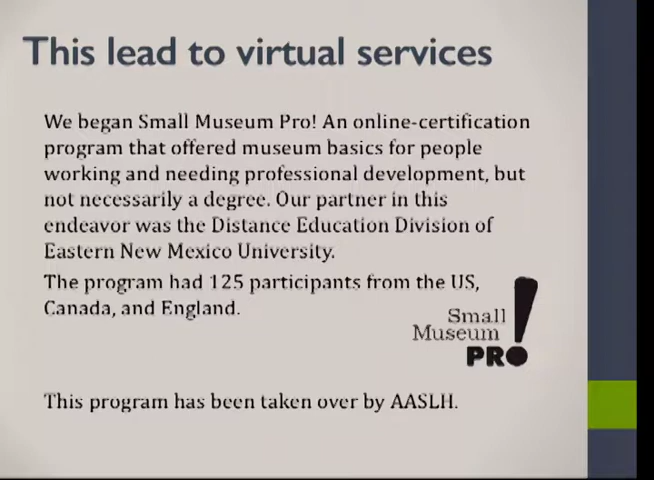 This lead to virtual services
We began Small Museum Pro! An online-certification
program that offered museum basics for people
working and needing professional development, but
not necessarily a degree. Our partner in this
endeavor was the Distance Education Division of
Eastern New Mexico University.
The program had 125 participants from the US,
Canada, and England.
Small
Museum
PRO!
This program has been taken over by AASLH.